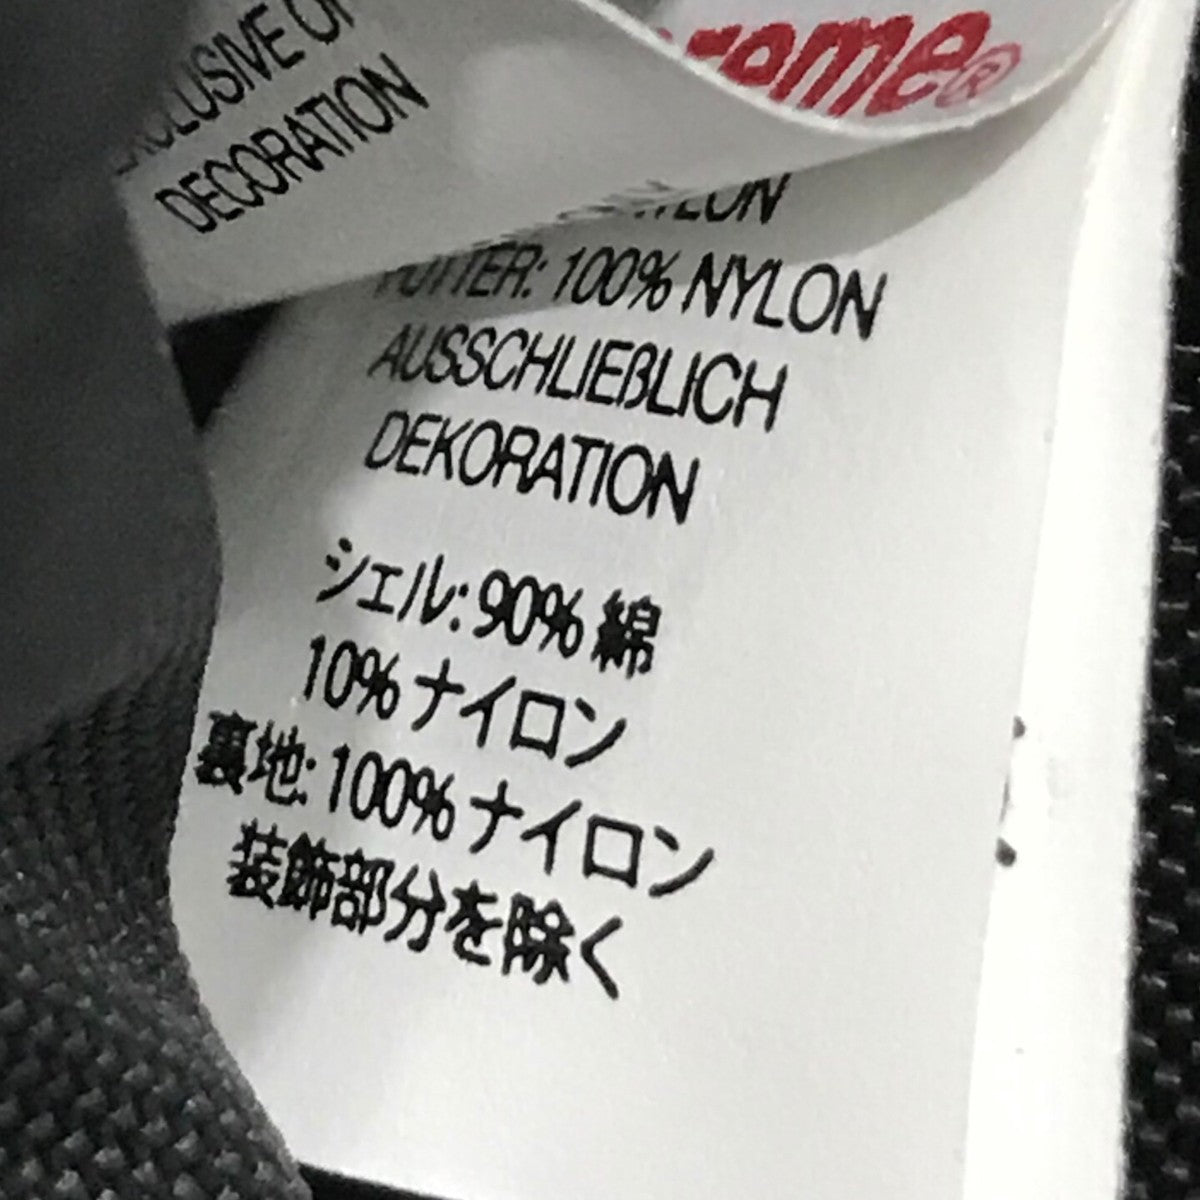 DECORATION
100% NYLON
AUSSCHLIEßLICH
DEKORATION
シェル: 90% 綿
10% ナイロン
裏地: 100% ナイロン
装飾部分を除く